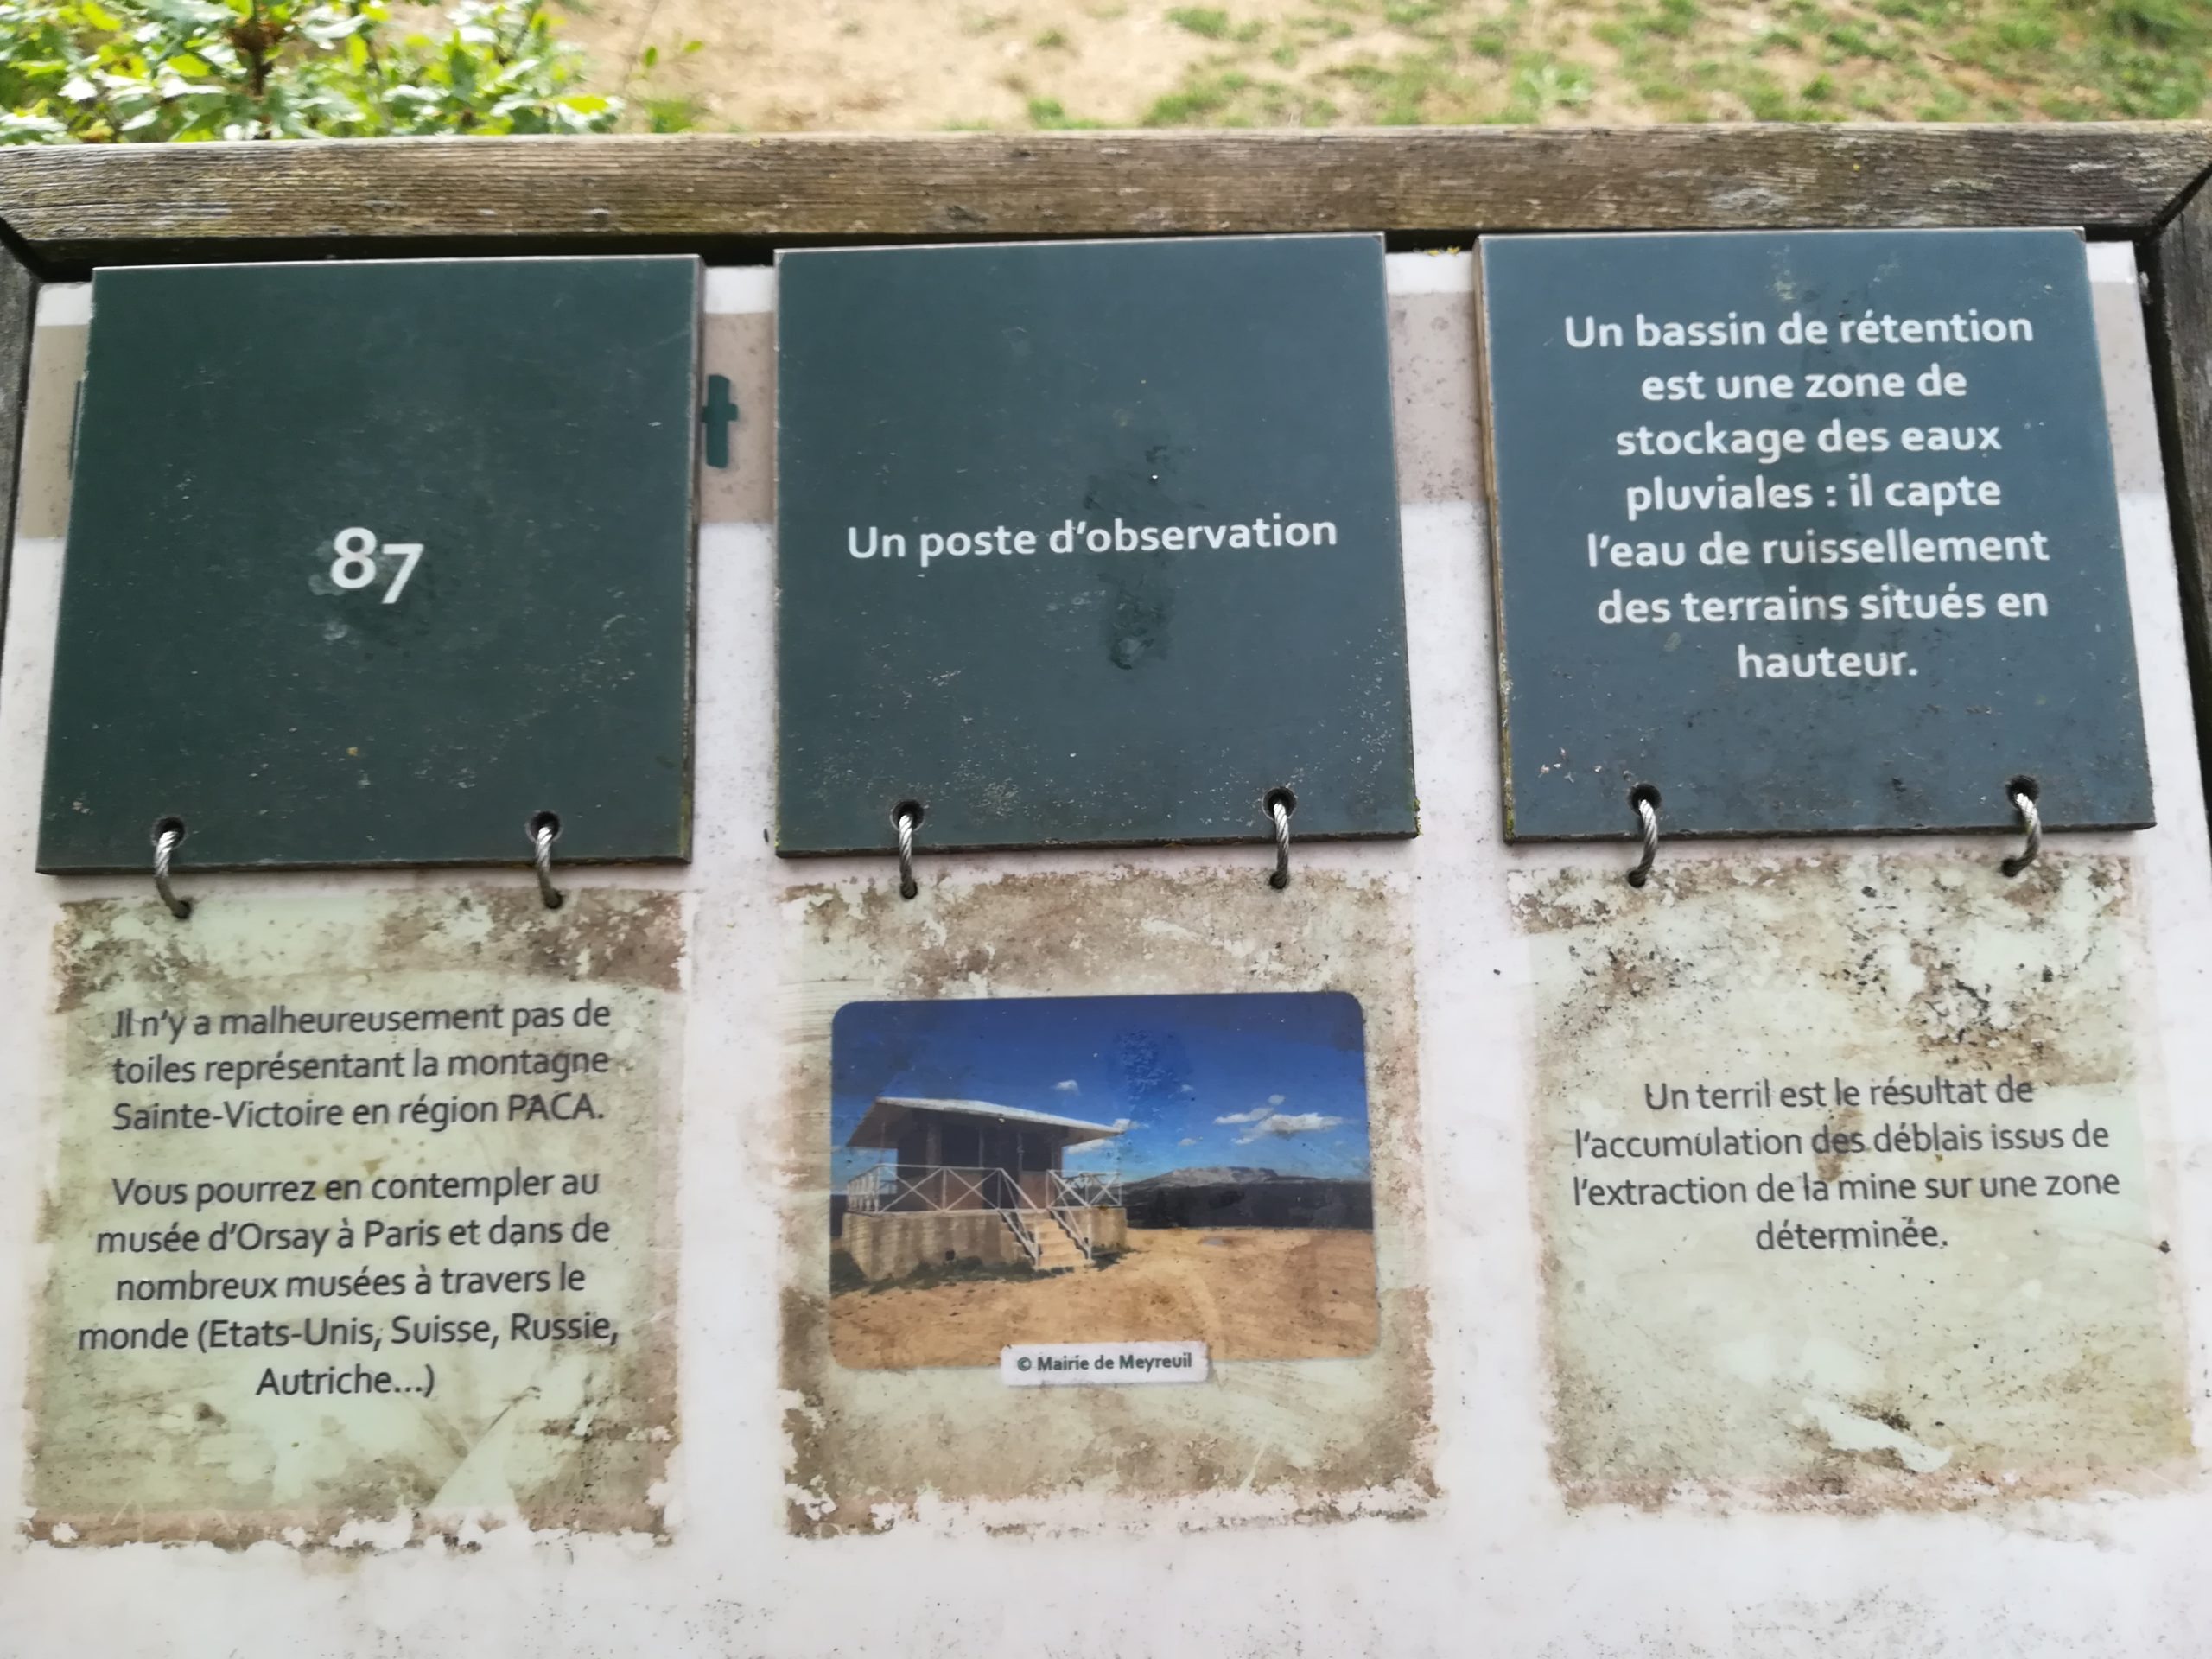 t
87
Il n'y a malheureusement pas de
toiles représentant la montagne
Sainte-Victoire en région PACA.
Vous pourrez en contempler au
musée d'Orsay à Paris et dans de
nombreux musées à travers le
monde (Etats-Unis, Suisse, Russie,
Autriche...)
Un poste d'observation
© Mairie de Meyreuil
Un bassin de rétention
est une zone de
stockage des eaux
pluviales : il capte
l'eau de ruissellement
des terrains situés en
hauteur.
Un terril est le résultat de
l'accumulation des déblais issus de
l'extraction de la mine sur une zone
déterminée.